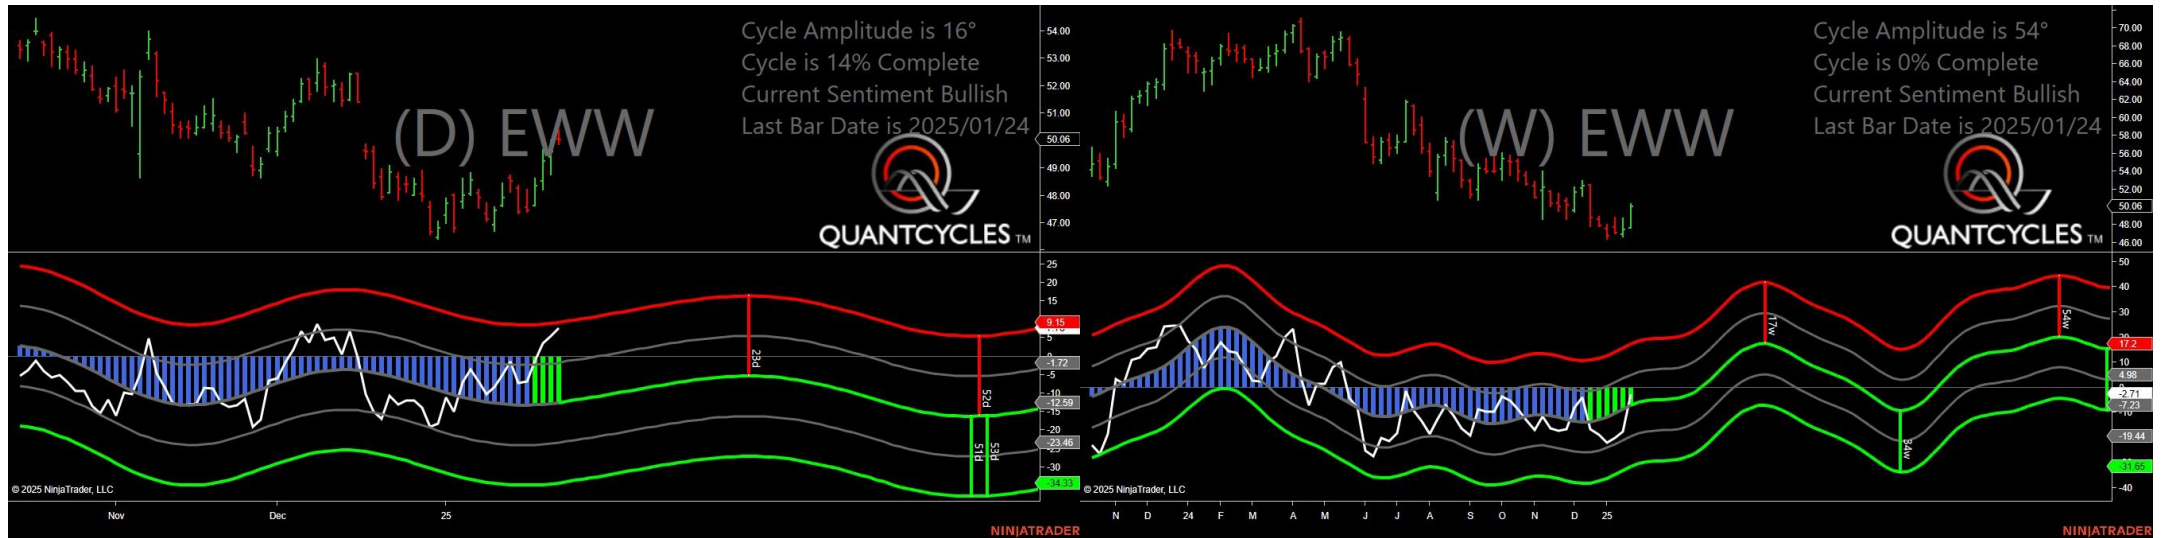 Cycle Amplitude is 16°
Cycle is 14% Complete
Current Sentiment Bullish
Last Bar Date is 2025/01/24
(D) EWW
QUANTCYCLES TM
54.00
53.00
52.00
51.00
50.06
49.00
48.00
47.00
25
20
15
9.15
5
-1.72
-5
-12.59
-15
-20
-23.46
-30
-34.33
23d
52d
51d
53d
© 2025 NinjaTrader, LLC
Nov
Dec
25
NINJATRADER
Cycle Amplitude is 54°
Cycle is 0% Complete
Current Sentiment Bullish
Last Bar Date is 2025/01/24
(W) EWW
QUANTCYCLES TM
70.00
68.00
66.00
64.00
62.00
60.00
58.00
56.00
54.00
52.00
50.06
48.00
46.00
50
40
30
17.2
10
4.98
-2.71
-7.23
-19.44
-31.65
-40
17w
34w
54w
© 2025 NinjaTrader, LLC
N D 24 F M A M J J A S O N D 25
NINJATRADER